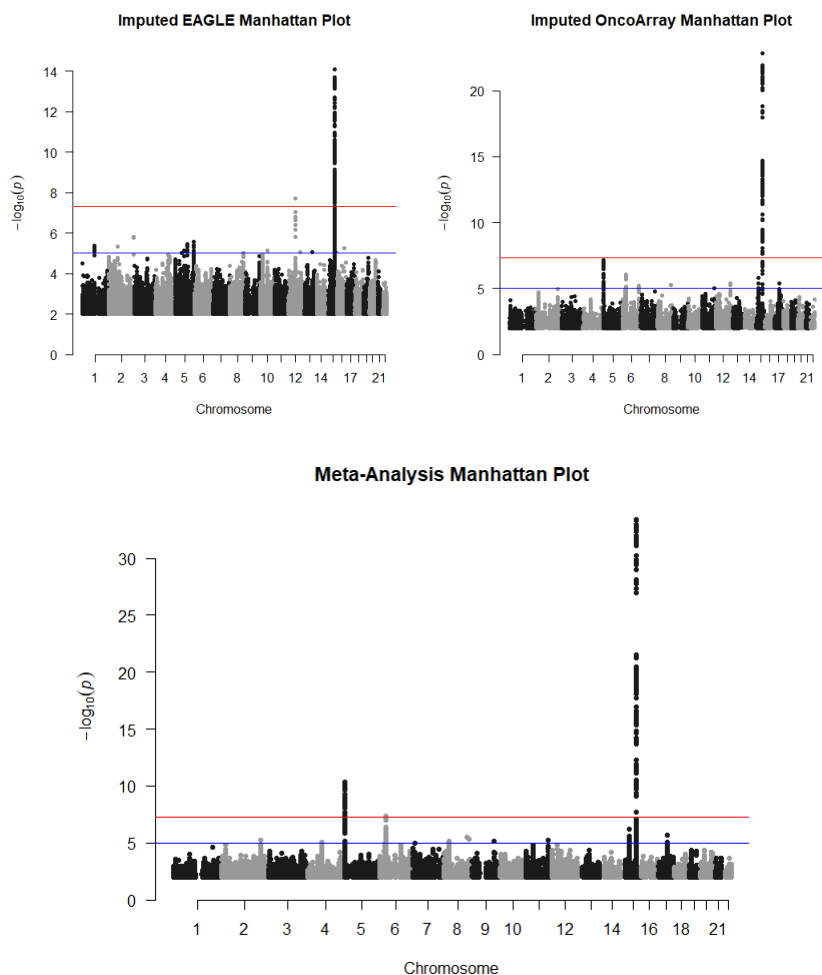 Imputed EAGLE Manhattan Plot
−log₁₀(p)
14
12
10
8
6
4
2
0
1 2 3 4 5 6 8 10 12 14 17 21
Chromosome
Imputed OncoArray Manhattan Plot
−log₁₀(p)
20
15
10
5
0
1 2 3 4 5 6 8 10 12 14 17 21
Chromosome
Meta-Analysis Manhattan Plot
−log₁₀(p)
30
25
20
15
10
5
0
1 2 3 4 5 6 7 8 9 10 12 14 16 18 21
Chromosome